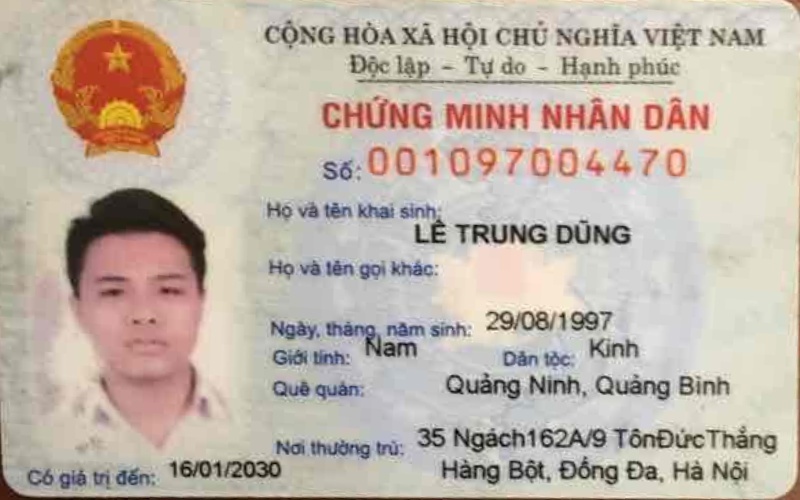 CỘNG HÒA XÃ HỘI CHỦ NGHĨA VIỆT NAM
Độc lập - Tự do - Hạnh phúc
CHỨNG MINH NHÂN DÂN
Số: 001097004470
Họ và tên khai sinh:
LÊ TRUNG DŨNG
Họ và tên gọi khác:
Ngày, tháng, năm sinh: 29/08/1997
Giới tính: Nam Dân tộc: Kinh
Quê quán: Quảng Ninh, Quảng Bình
Nơi thường trú: 35 Ngách162A/9 TônĐứcThắng
Hàng Bột, Đống Đa, Hà Nội
Có giá trị đến: 16/01/2030